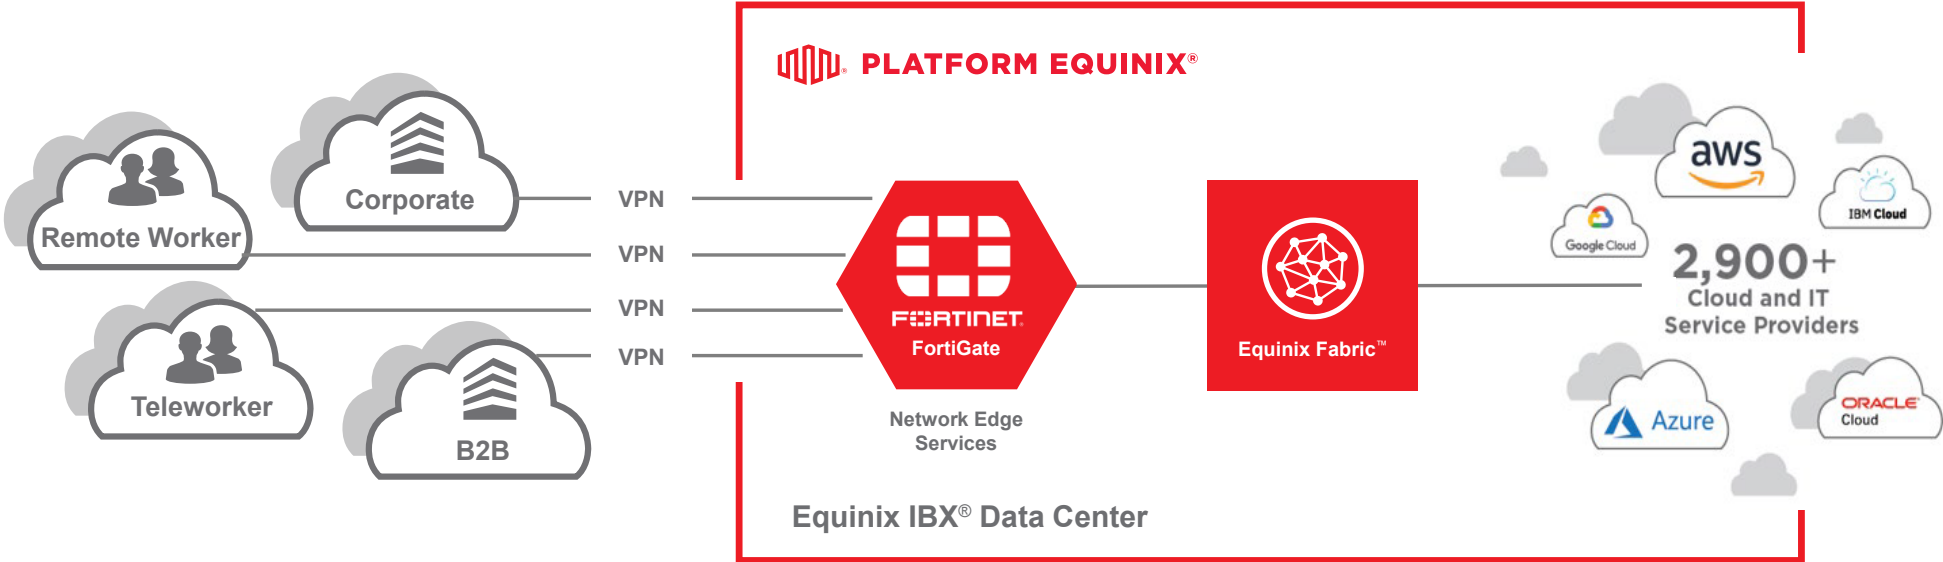 PLATFORM EQUINIX®
Corporate
Remote Worker
Teleworker
B2B
VPN
VPN
VPN
VPN
FORTINET®
FortiGate
Network Edge
Services
Equinix Fabric™
Equinix IBX® Data Center
aws
IBM Cloud
Google Cloud
2,900+
Cloud and IT
Service Providers
Azure
ORACLE®
Cloud